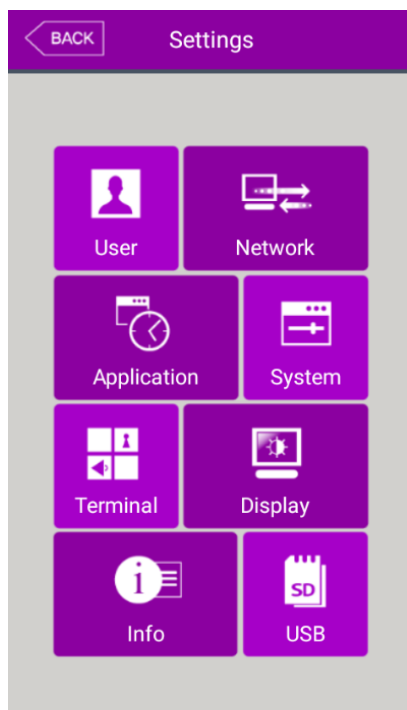 BACK Settings
User Network
Application System
Terminal Display
i SD
Info USB